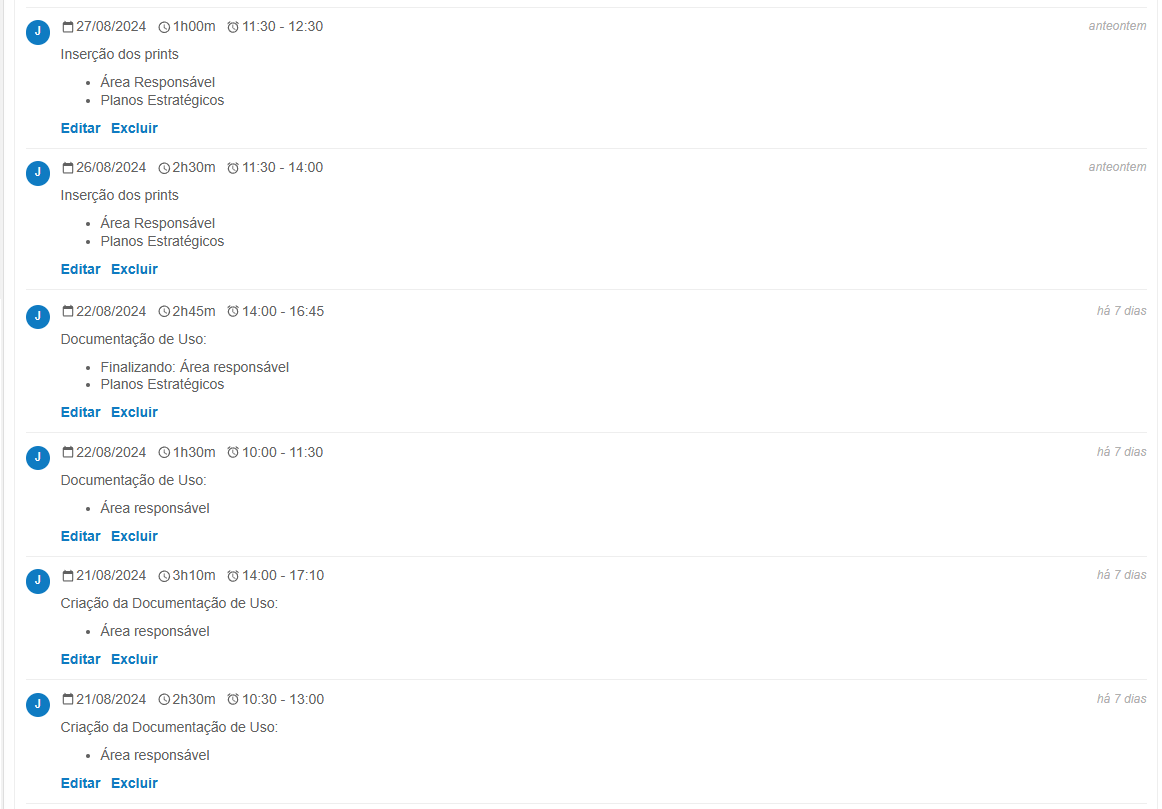 J 27/08/2024 1h00m 11:30 - 12:30 anteontem
Inserção dos prints
• Área Responsável
• Planos Estratégicos
Editar Excluir
J 26/08/2024 2h30m 11:30 - 14:00 anteontem
Inserção dos prints
• Área Responsável
• Planos Estratégicos
Editar Excluir
J 22/08/2024 2h45m 14:00 - 16:45 há 7 dias
Documentação de Uso:
• Finalizando: Área responsável
• Planos Estratégicos
Editar Excluir
J 22/08/2024 1h30m 10:00 - 11:30 há 7 dias
Documentação de Uso:
• Área responsável
Editar Excluir
J 21/08/2024 3h10m 14:00 - 17:10 há 7 dias
Criação da Documentação de Uso:
• Área responsável
Editar Excluir
J 21/08/2024 2h30m 10:30 - 13:00 há 7 dias
Criação da Documentação de Uso:
• Área responsável
Editar Excluir